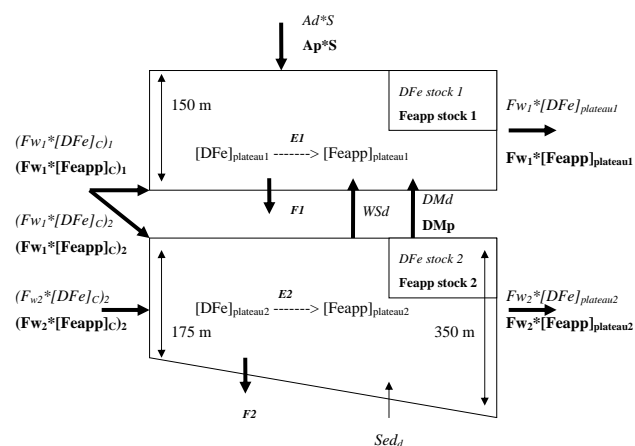 Ad*S
Ap*S
150 m
DFe stock 1
Feapp stock 1
Fw1*[DFe]plateau1
Fw1*[Feapp]plateau1
(Fw1*[DFe]C)1
(Fw1*[Feapp]C)1
E1
[DFe]plateau1 -------> [Feapp]plateau1
F1
WSd
DMd
DMp
(Fw1*[DFe]C)2
(Fw1*[Feapp]C)2
DFe stock 2
Feapp stock 2
(Fw2*[DFe]C)2
(Fw2*[Feapp]C)2
E2
[DFe]plateau2 -------> [Feapp]plateau2
175 m
350 m
Fw2*[DFe]plateau2
Fw2*[Feapp]plateau2
F2
Sedd